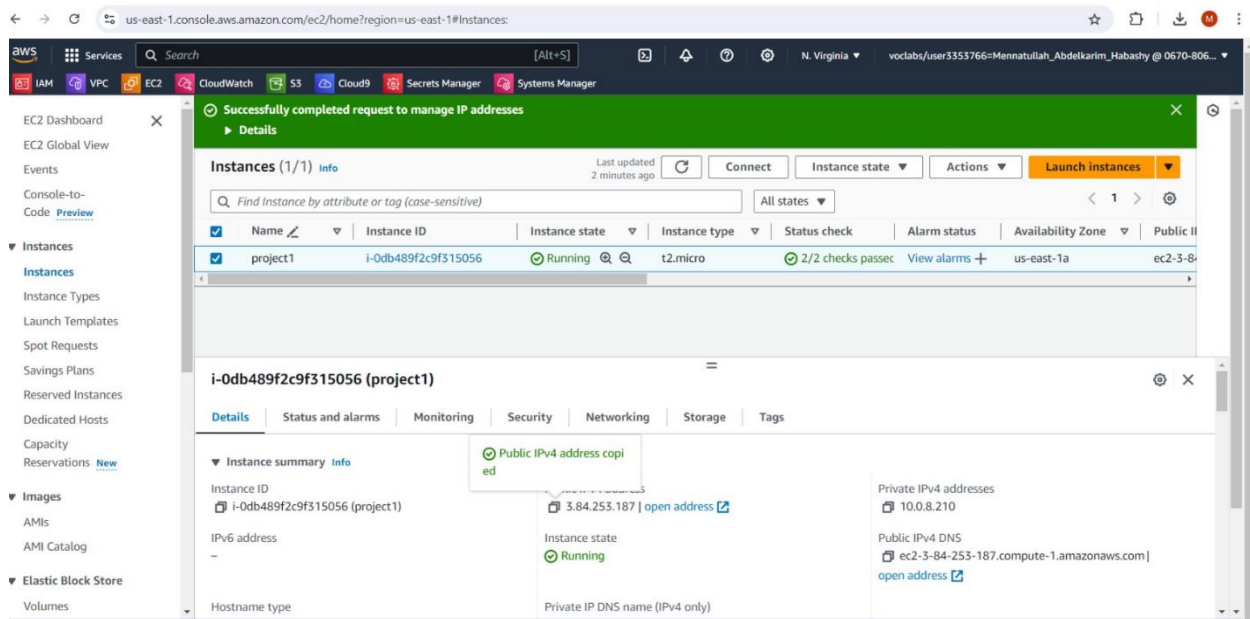 us-east-1.console.aws.amazon.com/ec2/home?region=us-east-1#Instances:
M
aws Services Search [Alt+S] N. Virginia voclabs/user3353766=Mennatullah_Abdelkarim_Habashy @ 0670-806...
IAM VPC EC2 CloudWatch S3 Cloud9 Secrets Manager Systems Manager
EC2 Dashboard
EC2 Global View
Events
Console-to-
Code Preview
Instances
Instances
Instance Types
Launch Templates
Spot Requests
Savings Plans
Reserved Instances
Dedicated Hosts
Capacity
Reservations New
Images
AMIs
AMI Catalog
Elastic Block Store
Volumes
Successfully completed request to manage IP addresses
Details
Instances (1/1) Info
Last updated
2 minutes ago
Connect Instance state Actions Launch instances
Find Instance by attribute or tag (case-sensitive) All states 1
Name Instance ID Instance state Instance type Status check Alarm status Availability Zone Public
project1 i-0db489f2c9f315056 Running t2.micro 2/2 checks passec View alarms + us-east-1a ec2-3-8
i-0db489f2c9f315056 (project1)
Details Status and alarms Monitoring Security Networking Storage Tags
Public IPv4 address copi
ed
Instance summary Info
Instance ID
i-0db489f2c9f315056 (project1)
3.84.253.187 | open address
Private IPv4 addresses
10.0.8.210
IPv6 address
–
Instance state
Running
Public IPv4 DNS
ec2-3-84-253-187.compute-1.amazonaws.com |
open address
Hostname type
Private IP DNS name (IPv4 only)